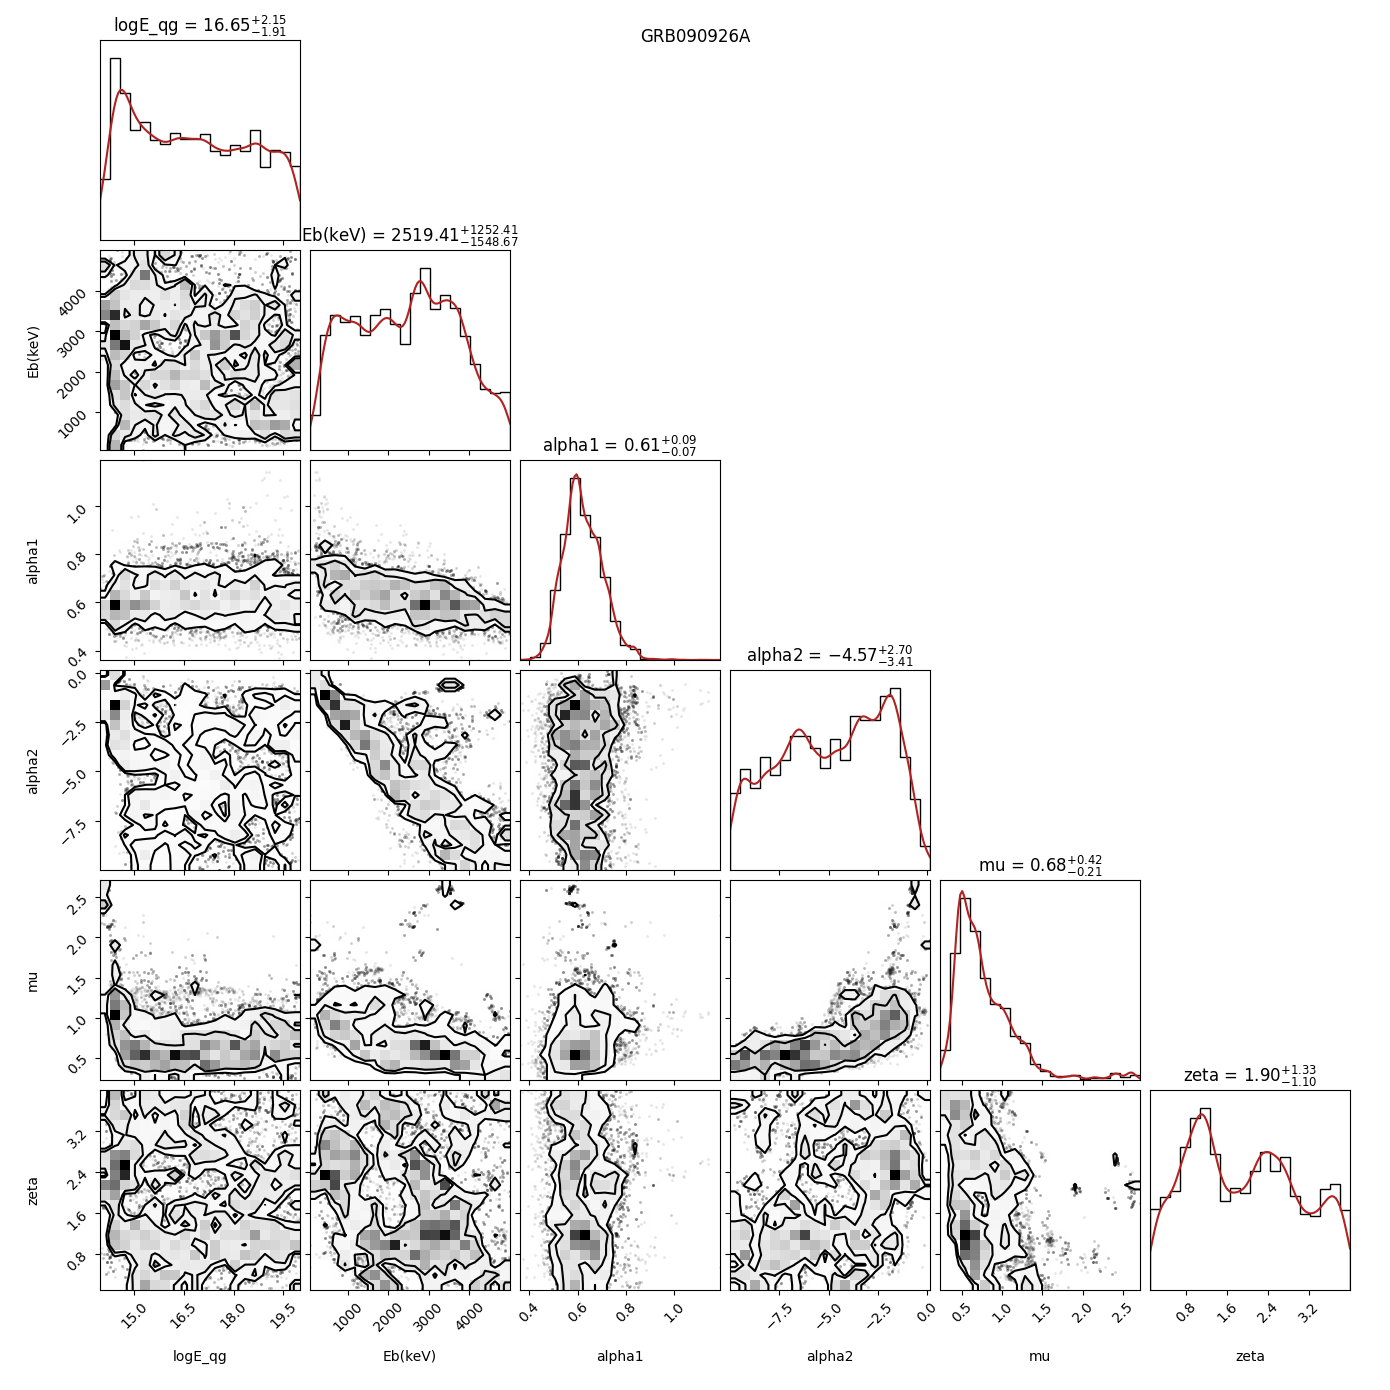 logE_qg = 16.65$^{+2.15}_{-1.91}$
GRB090926A
Eb(keV) = 2519.41$^{+1252.41}_{-1548.67}$
4000
3000
2000
1000
Eb(keV)
alpha1 = 0.61$^{+0.09}_{-0.07}$
1.0
0.8
0.6
0.4
alpha1
alpha2 = −4.57$^{+2.70}_{-3.41}$
0.0
−2.5
−5.0
−7.5
alpha2
mu = 0.68$^{+0.42}_{-0.21}$
2.5
2.0
1.5
1.0
0.5
mu
zeta = 1.90$^{+1.33}_{-1.10}$
3.2
2.4
1.6
0.8
zeta
15.0 16.5 18.0 19.5 1000 2000 3000 4000 0.4 0.6 0.8 1.0 −7.5 −5.0 −2.5 0.0 0.5 1.0 1.5 2.0 2.5 0.8 1.6 2.4 3.2
logE_qg Eb(keV) alpha1 alpha2 mu zeta